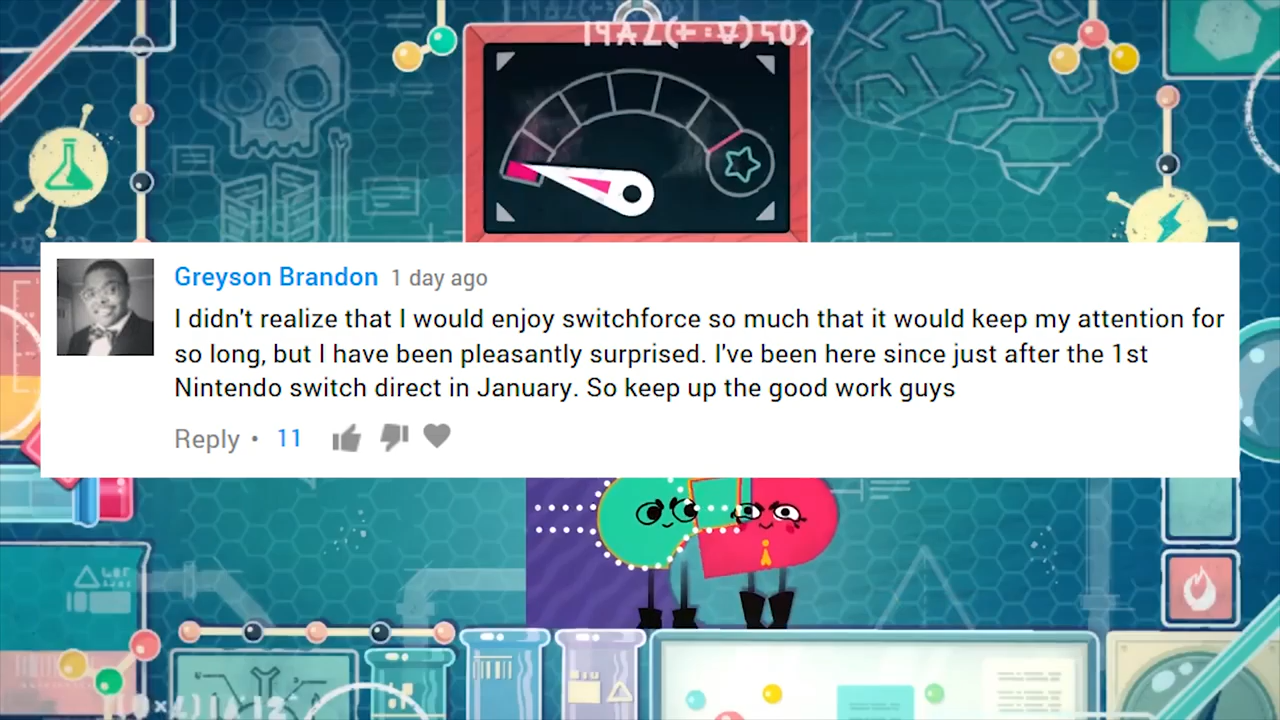 Greyson Brandon 1 day ago
I didn't realize that I would enjoy switchforce so much that it would keep my attention for
so long, but I have been pleasantly surprised. I've been here since just after the 1st
Nintendo switch direct in January. So keep up the good work guys
Reply • 11